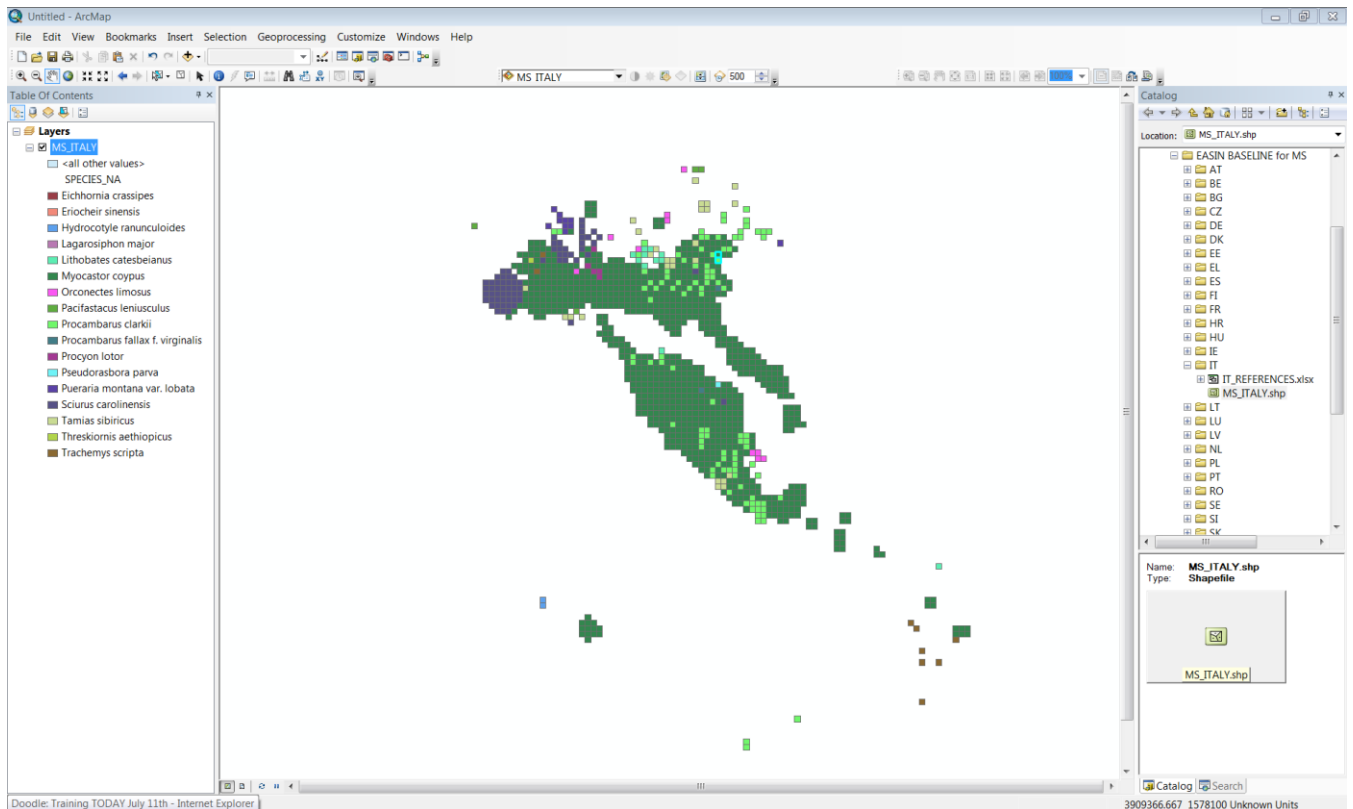 Untitled - ArcMap
File Edit View Bookmarks Insert Selection Geoprocessing Customize Windows Help
MS ITALY
500
100%
Table Of Contents
Layers
MS_ITALY
<all other values>
SPECIES_NA
Eichhornia crassipes
Eriocheir sinensis
Hydrocotyle ranunculoides
Lagarosiphon major
Lithobates catesbeianus
Myocastor coypus
Orconectes limosus
Pacifastacus leniusculus
Procambarus clarkii
Procambarus fallax f. virginalis
Procyon lotor
Pseudorasbora parva
Pueraria montana var. lobata
Sciurus carolinensis
Tamias sibiricus
Threskiornis aethiopicus
Trachemys scripta
Catalog
Location: MS_ITALY.shp
EASIN BASELINE for MS
AT
BE
BG
CZ
DE
DK
EE
EL
ES
FI
FR
HR
HU
IE
IT
IT_REFERENCES.xlsx
MS_ITALY.shp
LT
LU
LV
NL
PL
PT
RO
SE
SI
SK
Name: MS_ITALY.shp
Type: Shapefile
MS_ITALY.shp
Catalog Search
Doodle: Training TODAY July 11th - Internet Explorer
3909366.667 1578100 Unknown Units